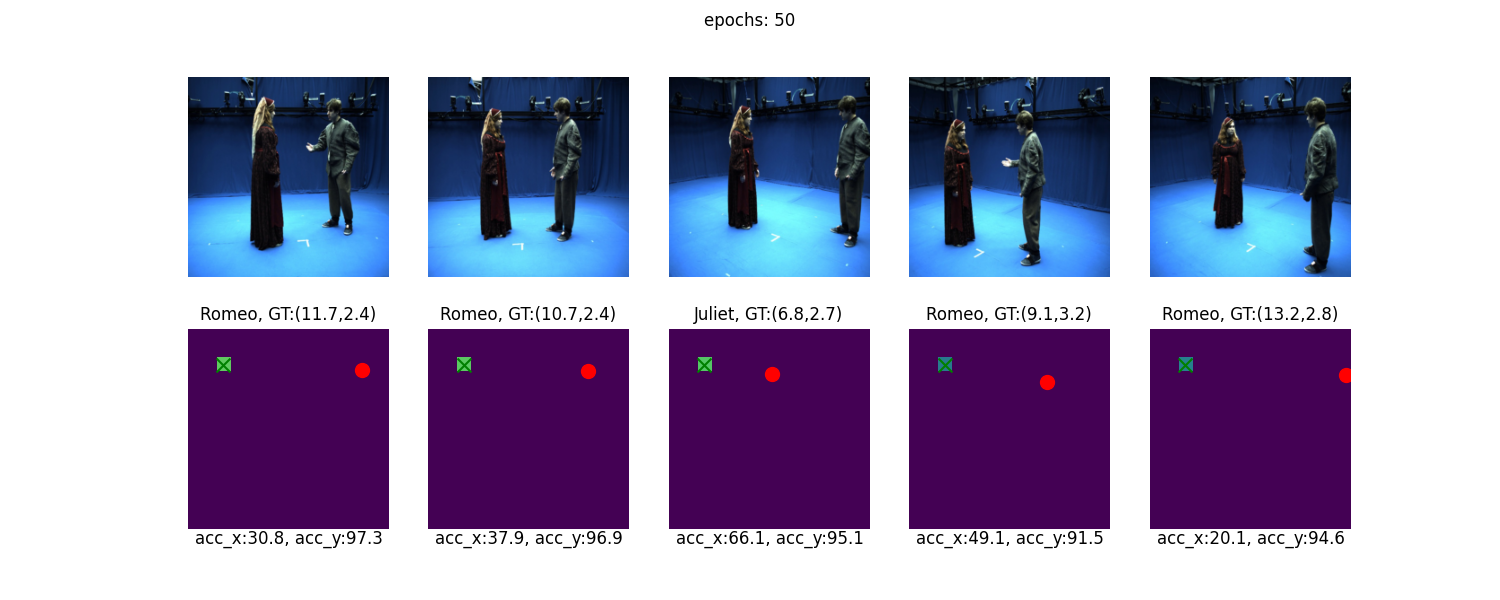 epochs: 50
Romeo, GT:(11.7,2.4)
Romeo, GT:(10.7,2.4)
Juliet, GT:(6.8,2.7)
Romeo, GT:(9.1,3.2)
Romeo, GT:(13.2,2.8)
acc_x:30.8, acc_y:97.3
acc_x:37.9, acc_y:96.9
acc_x:66.1, acc_y:95.1
acc_x:49.1, acc_y:91.5
acc_x:20.1, acc_y:94.6